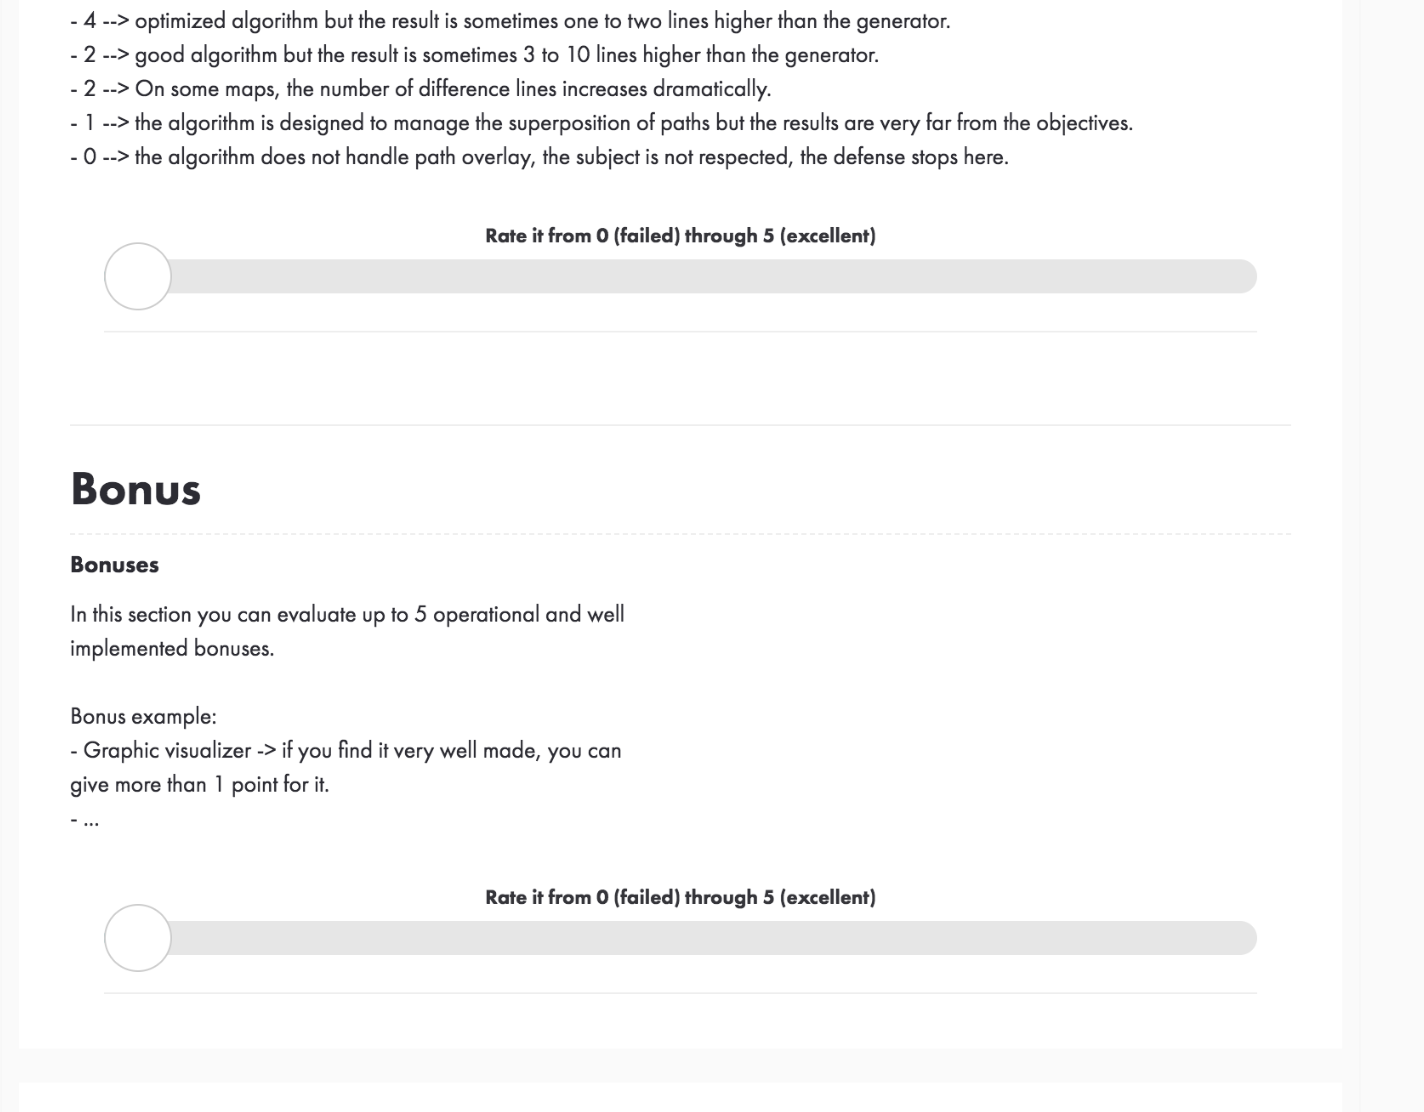 - 4 --> optimized algorithm but the result is sometimes one to two lines higher than the generator.
- 2 --> good algorithm but the result is sometimes 3 to 10 lines higher than the generator.
- 2 --> On some maps, the number of difference lines increases dramatically.
- 1 --> the algorithm is designed to manage the superposition of paths but the results are very far from the objectives.
- 0 --> the algorithm does not handle path overlay, the subject is not respected, the defense stops here.
Rate it from 0 (failed) through 5 (excellent)
Bonus
Bonuses
In this section you can evaluate up to 5 operational and well
implemented bonuses.
Bonus example:
- Graphic visualizer -> if you find it very well made, you can
give more than 1 point for it.
- ...
Rate it from 0 (failed) through 5 (excellent)